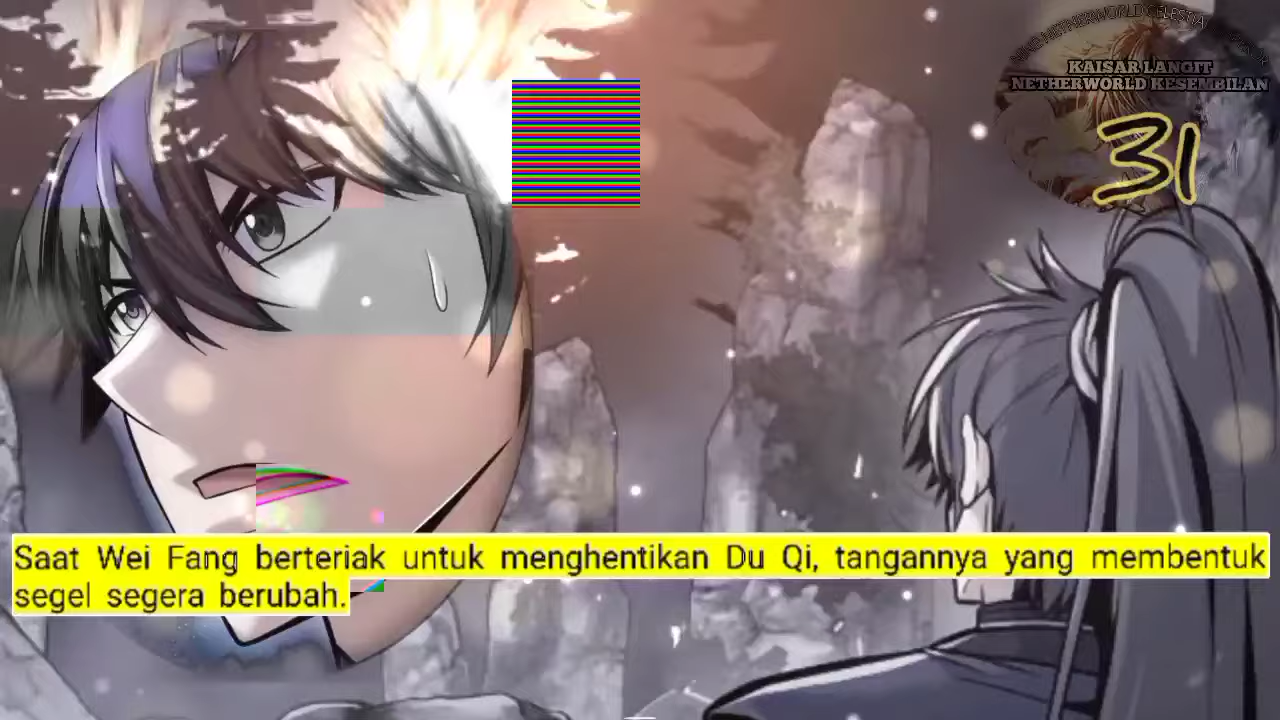 KAISAR LANGIT
NETHERWORLD KESEMBILAN
31
Saat Wei Fang berteriak untuk menghentikan Du Qi, tangannya yang membentuk
segel segera berubah.